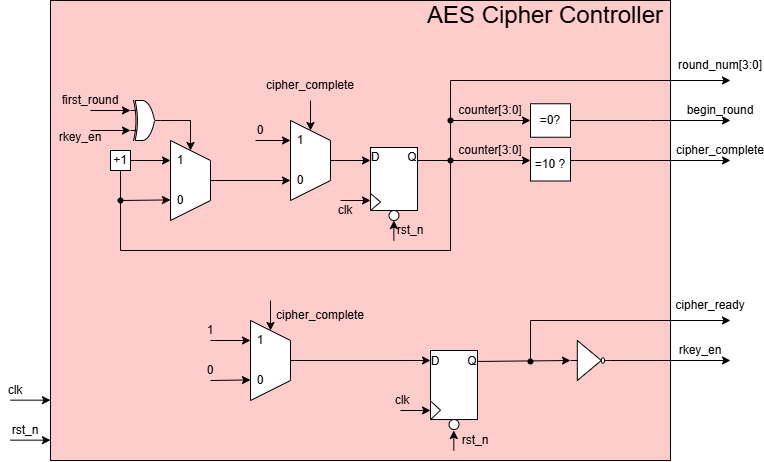 AES Cipher Controller
round_num[3:0]
cipher_complete
first_round
counter[3:0]
=0?
begin_round
0
1
rkey_en
+1
1
0
D
Q
counter[3:0]
=10 ?
cipher_complete
0
clk
rst_n
cipher_ready
cipher_complete
1
1
0
0
D
Q
rkey_en
clk
clk
rst_n
rst_n